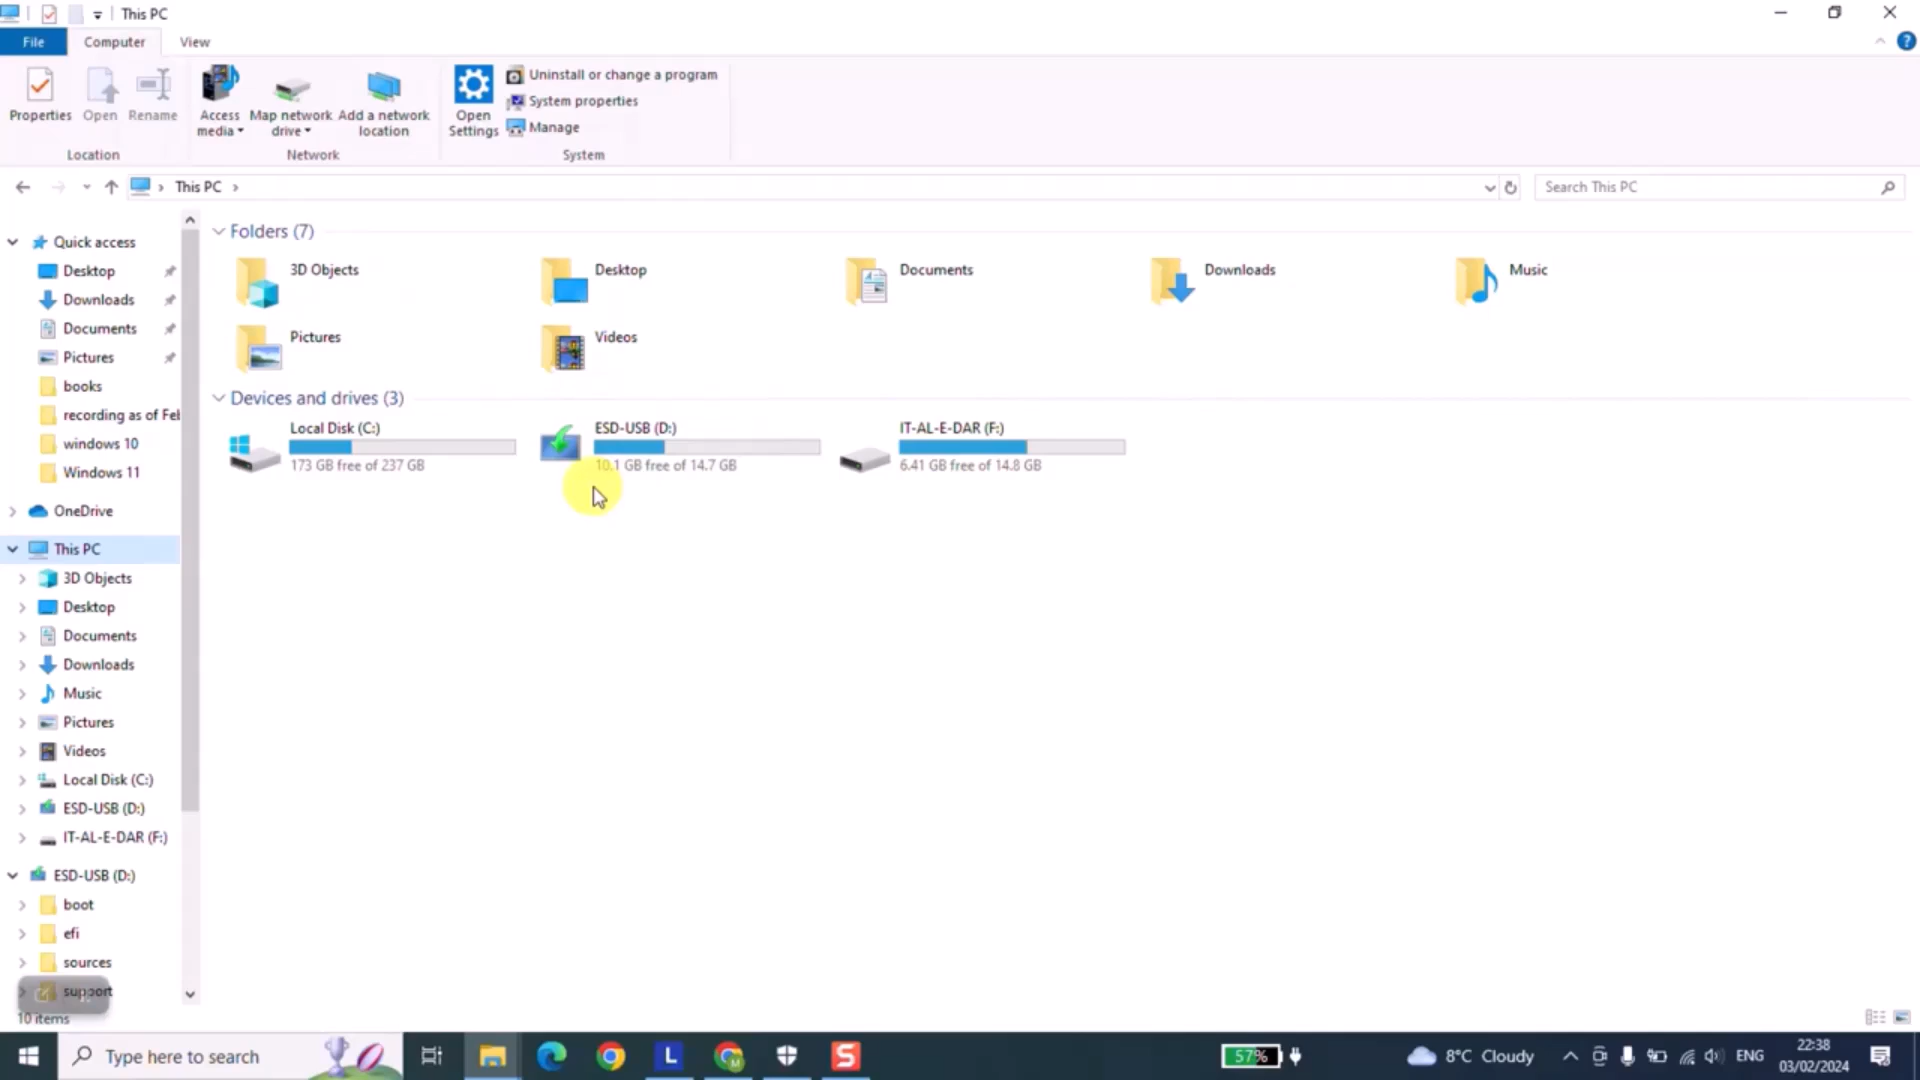 This PC
File
Computer
View
Properties
Open
Rename
Location
Access media
Map network drive
Add a network location
Network
Open Settings
Uninstall or change a program
System properties
Manage
System
This PC
Search This PC
Quick access
Desktop
Downloads
Documents
Pictures
books
recording as of Feb
windows 10
Windows 11
OneDrive
This PC
3D Objects
Desktop
Documents
Downloads
Music
Pictures
Videos
Local Disk (C:)
ESD-USB (D:)
IT-AL-E-DAR (F:)
ESD-USB (D:)
boot
efi
sources
support
10 items
Folders (7)
3D Objects
Desktop
Documents
Downloads
Music
Pictures
Videos
Devices and drives (3)
Local Disk (C:)
173 GB free of 237 GB
ESD-USB (D:)
10.1 GB free of 14.7 GB
IT-AL-E-DAR (F:)
6.41 GB free of 14.8 GB
Type here to search
L
S
57%
8°C Cloudy
ENG
22:38
03/02/2024